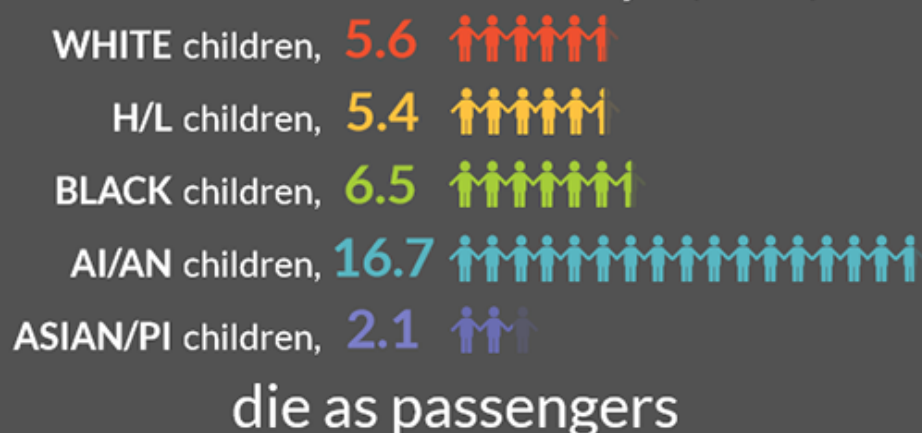 WHITE children, 5.6
H/L children, 5.4
BLACK children, 6.5
AI/AN children, 16.7
ASIAN/PI children, 2.1
die as passengers